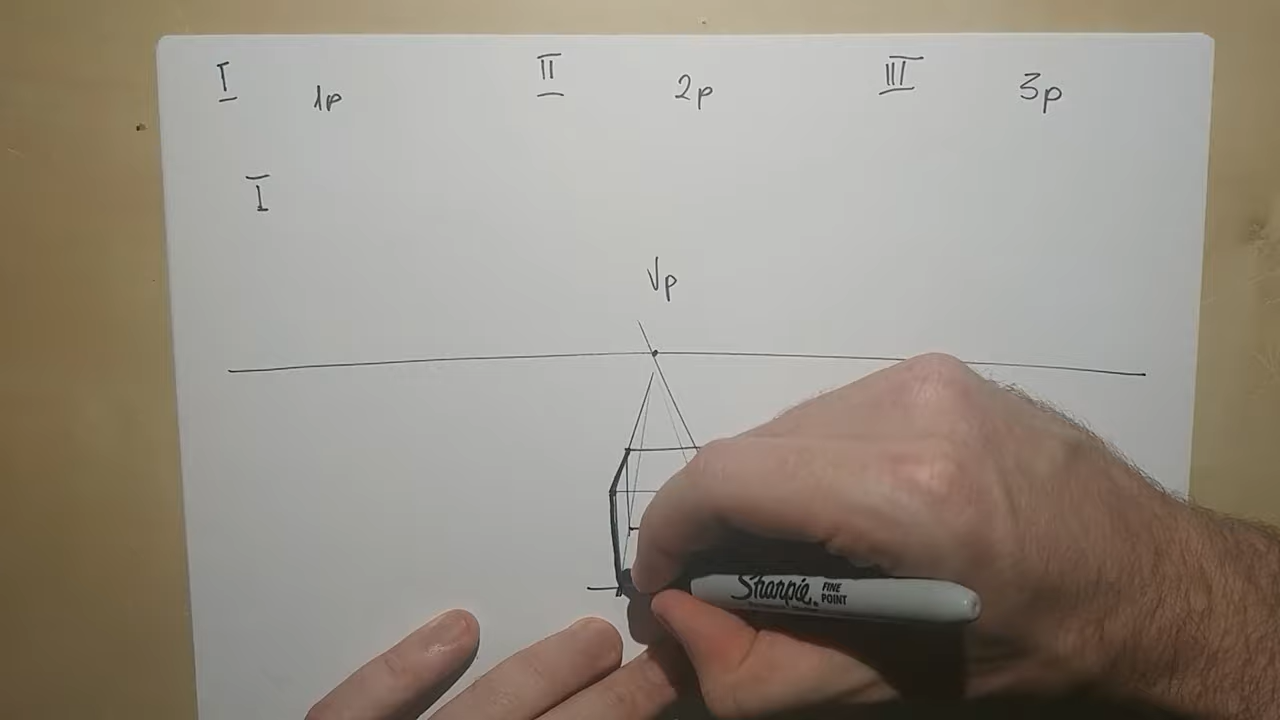 I 1p II 2p III 3p
I
Vp
Sharpie. FINE
POINT